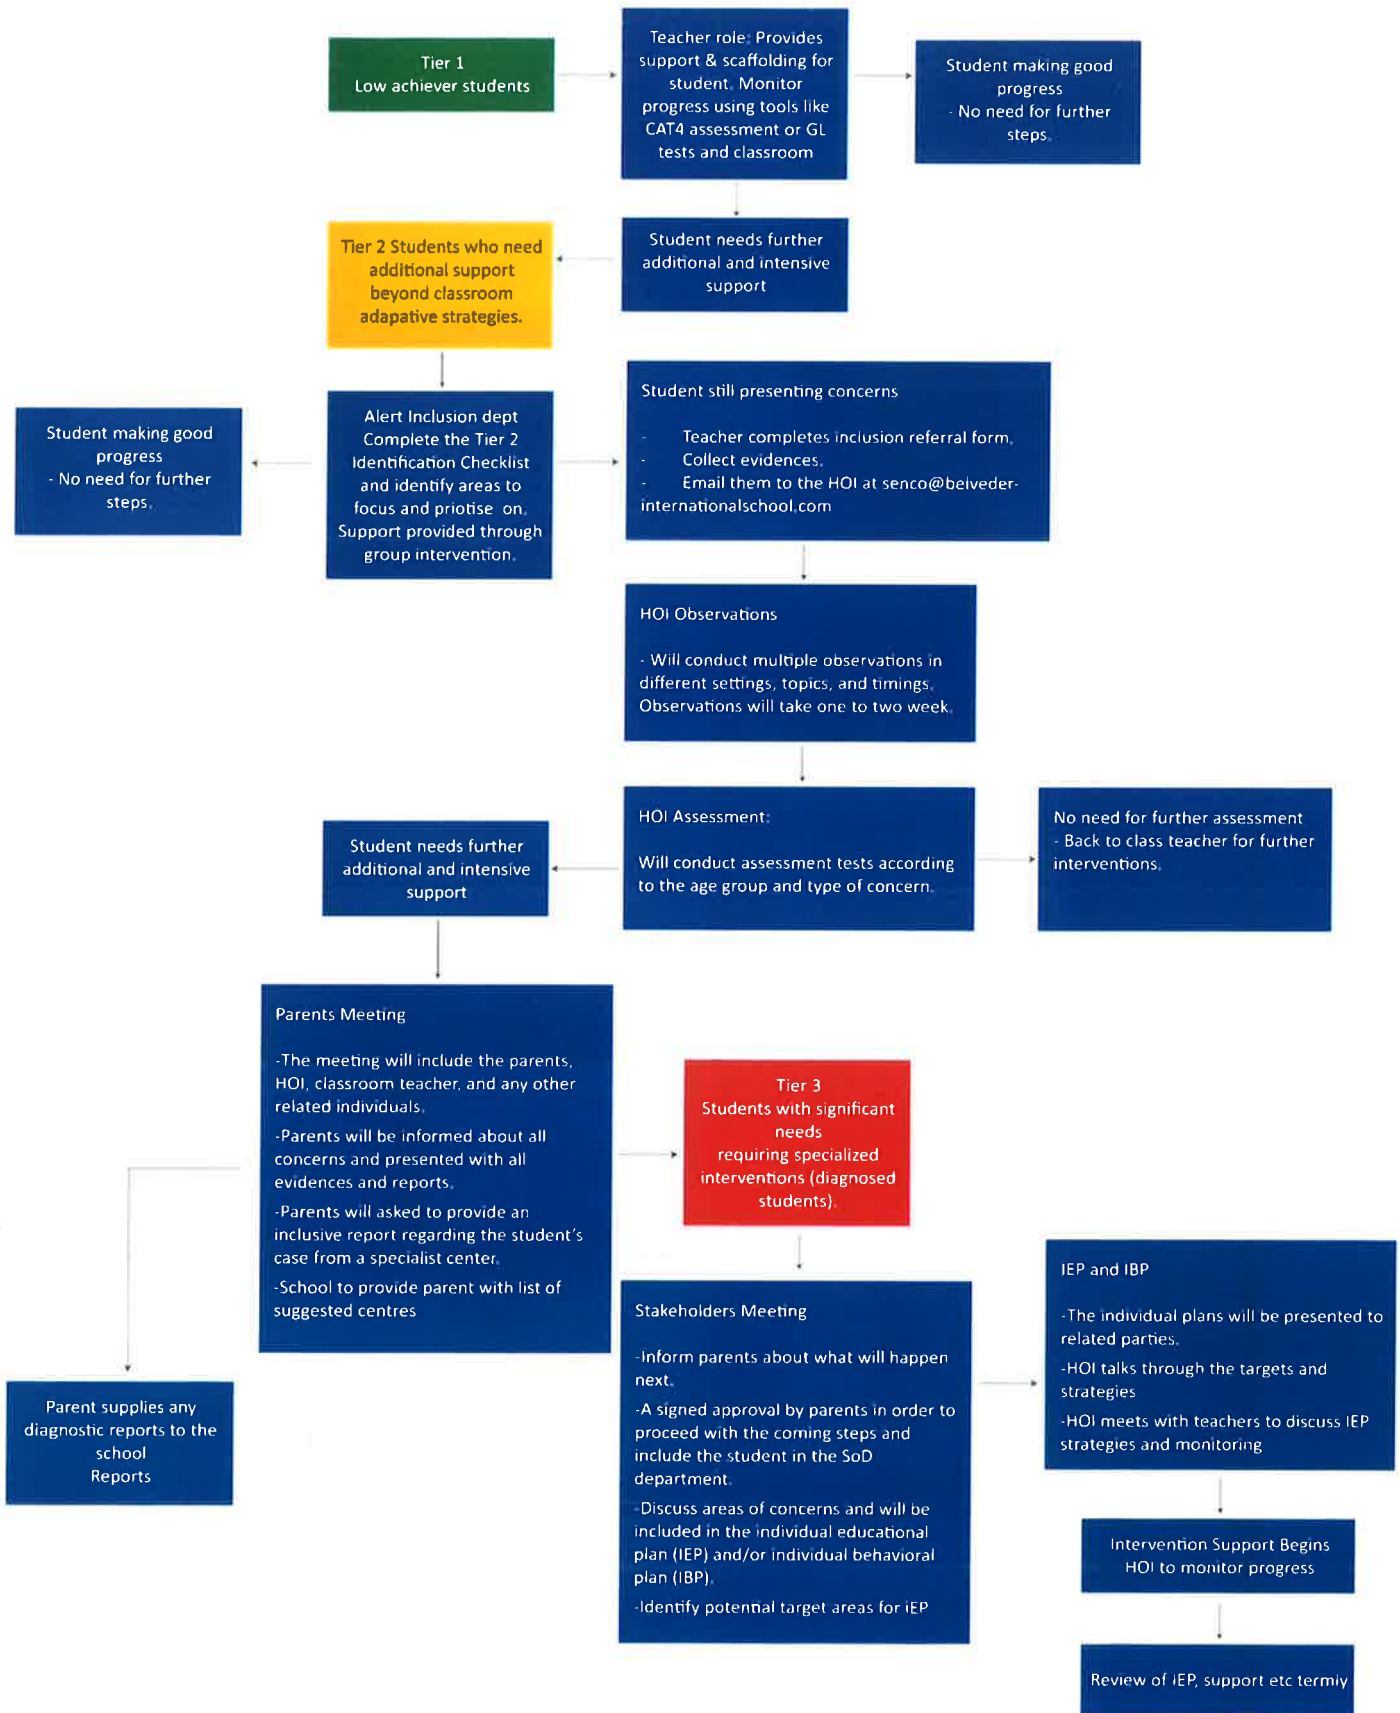 Tier 1
Low achiever students
Teacher role: Provides
support & scaffolding for
student. Monitor
progress using tools like
CAT4 assessment or GL
tests and classroom
Student making good
progress
- No need for further
steps.
Student needs further
additional and intensive
support
Tier 2 Students who need
additional support
beyond classroom
adapative strategies.
Student making good
progress
- No need for further
steps.
Alert Inclusion dept
Complete the Tier 2
Identification Checklist
and identify areas to
focus and priotise on.
Support provided through
group intervention.
Student still presenting concerns
- Teacher completes inclusion referral form.
- Collect evidences.
- Email them to the HOI at senco@belveder-
internationalschool.com
HOI Observations
- Will conduct multiple observations in
different settings, topics, and timings.
Observations will take one to two week.
HOI Assessment:
Will conduct assessment tests according
to the age group and type of concern.
No need for further assessment
- Back to class teacher for further
interventions.
Student needs further
additional and intensive
support
Parents Meeting
-The meeting will include the parents,
HOI, classroom teacher, and any other
related individuals.
-Parents will be informed about all
concerns and presented with all
evidences and reports.
-Parents will asked to provide an
inclusive report regarding the student's
case from a specialist center.
-School to provide parent with list of
suggested centres
Tier 3
Students with significant
needs
requiring specialized
interventions (diagnosed
students).
Parent supplies any
diagnostic reports to the
school
Reports
Stakeholders Meeting
-Inform parents about what will happen
next.
-A signed approval by parents in order to
proceed with the coming steps and
include the student in the SoD
department.
-Discuss areas of concerns and will be
included in the individual educational
plan (IEP) and/or individual behavioral
plan (IBP).
-Identify potential target areas for iEP
IEP and IBP
-The individual plans will be presented to
related parties.
-HOI talks through the targets and
strategies
-HOI meets with teachers to discuss IEP
strategies and monitoring
Intervention Support Begins
HOI to monitor progress
Review of IEP, support etc termly